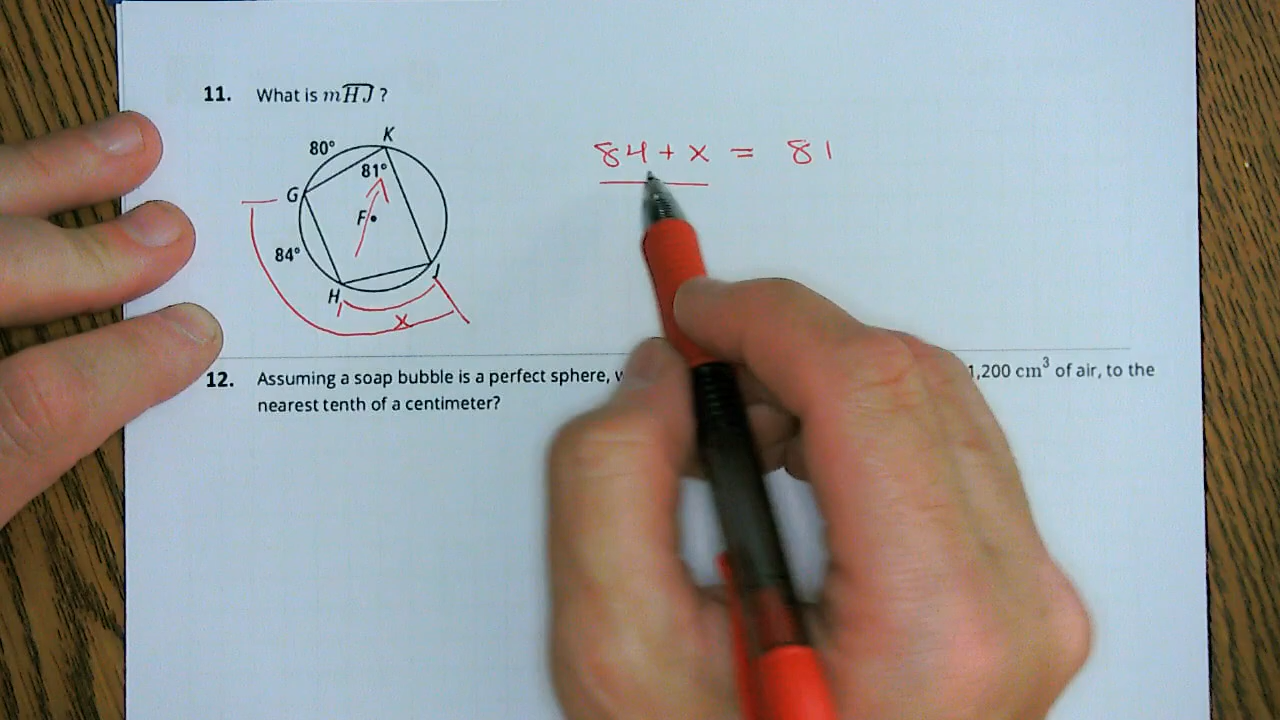 11. What is mHJ ?
K
80°
81°
G
F
84°
H
J
x
84 + x = 81
12. Assuming a soap bubble is a perfect sphere, 1,200 cm³ of air, to the
nearest tenth of a centimeter?